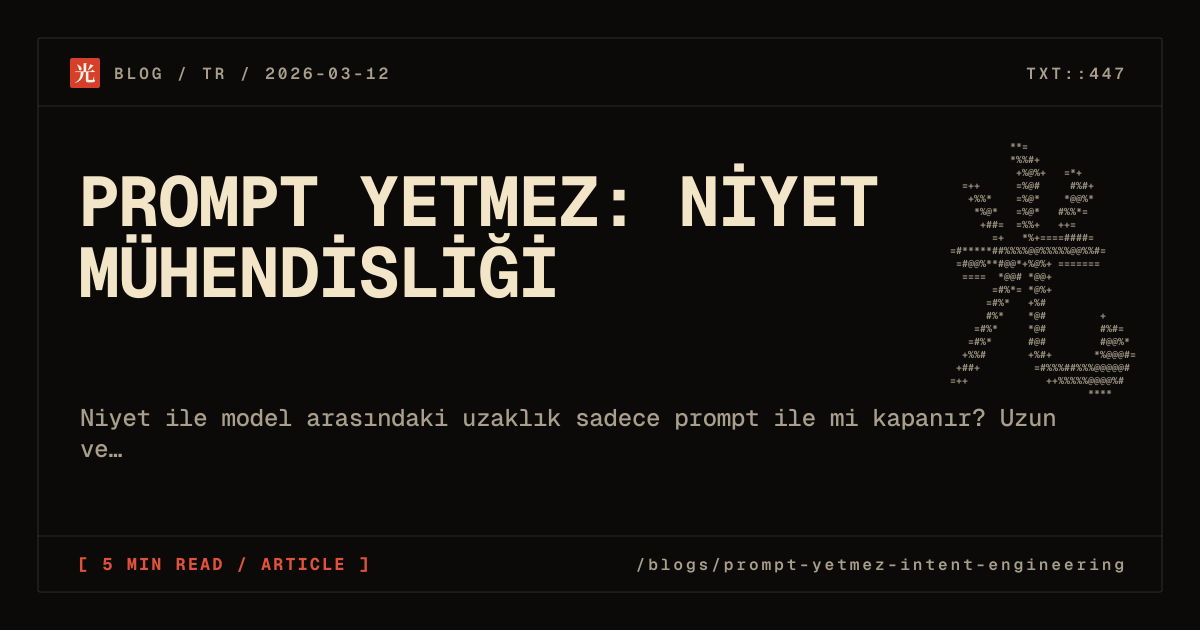 光 BLOG / TR / 2026-03-12
TXT::447
PROMPT YETMEZ: NİYET
MÜHENDİSLİĞİ
Niyet ile model arasındaki uzaklık sadece prompt ile mi kapanır? Uzun
ve…
[ 5 MIN READ / ARTICLE ]
/blogs/prompt-yetmez-intent-engineering